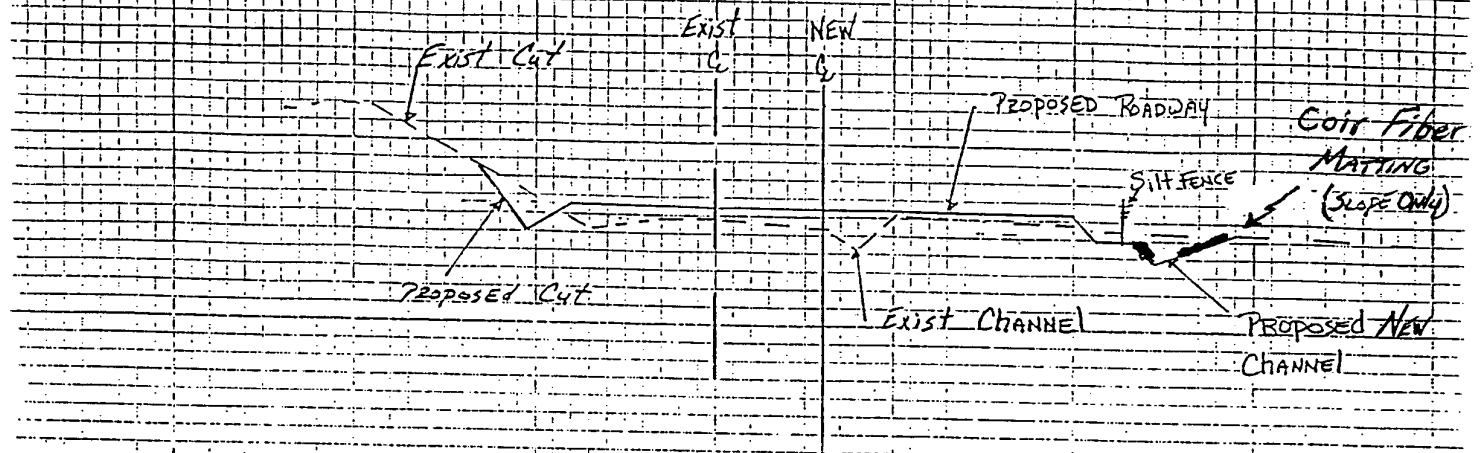 Exist
℄
NEW
℄
Exist Cut
PROPOSED ROADWAY
Coir Fiber
MATTING
(SLOPE ONLY)
Silt FENCE
PROPOSED Cut
Exist CHANNEL
PROPOSED NEW
CHANNEL